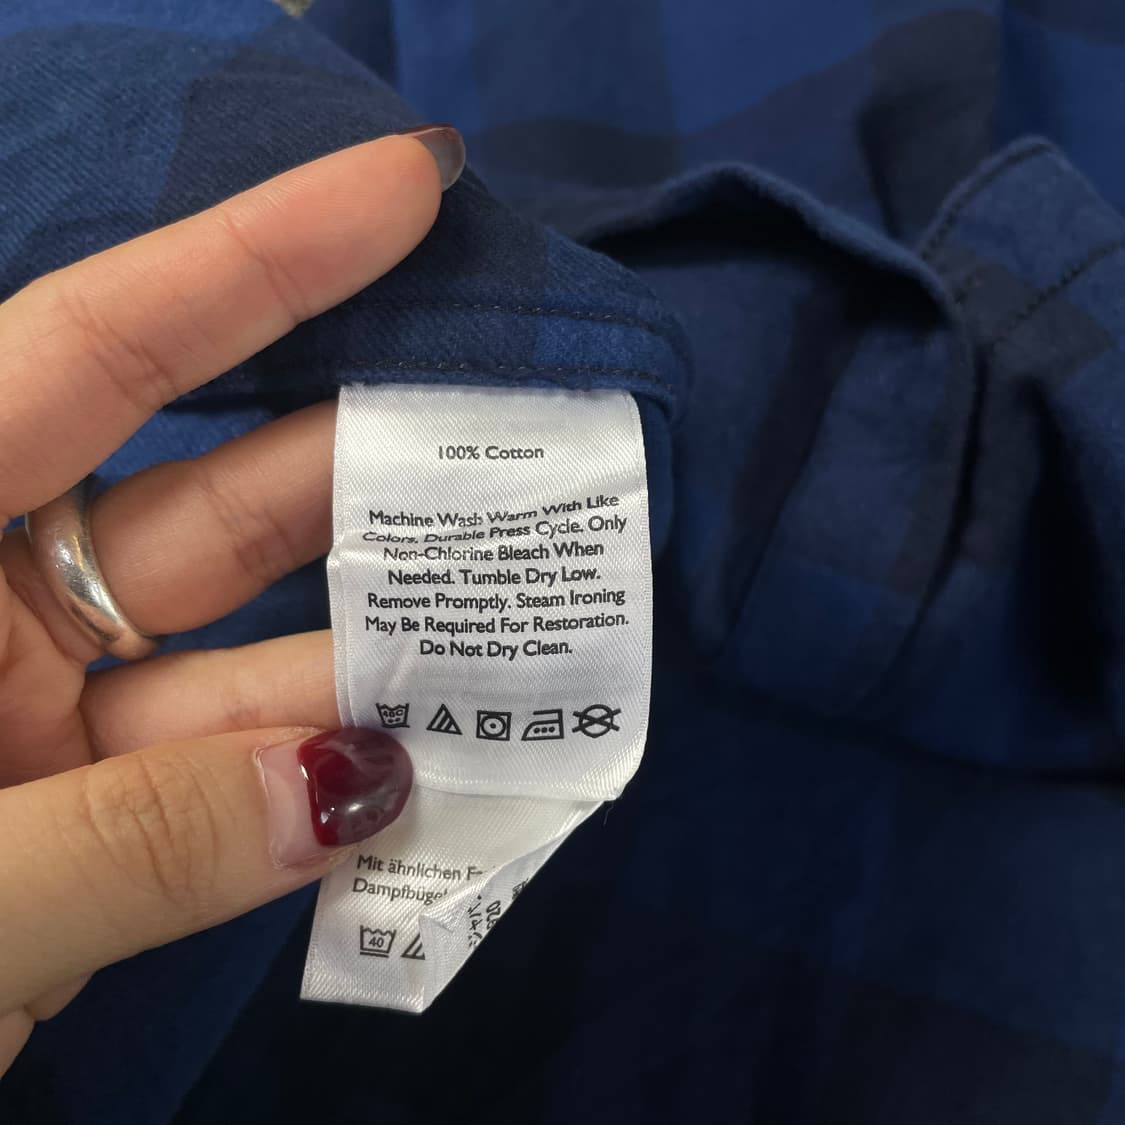 100% Cotton
Machine Wash Warm With Like
Colors. Durable Press Cycle. Only
Non-Chlorine Bleach When
Needed. Tumble Dry Low.
Remove Promptly. Steam Ironing
May Be Required For Restoration.
Do Not Dry Clean.
Mit ähnlichen
40